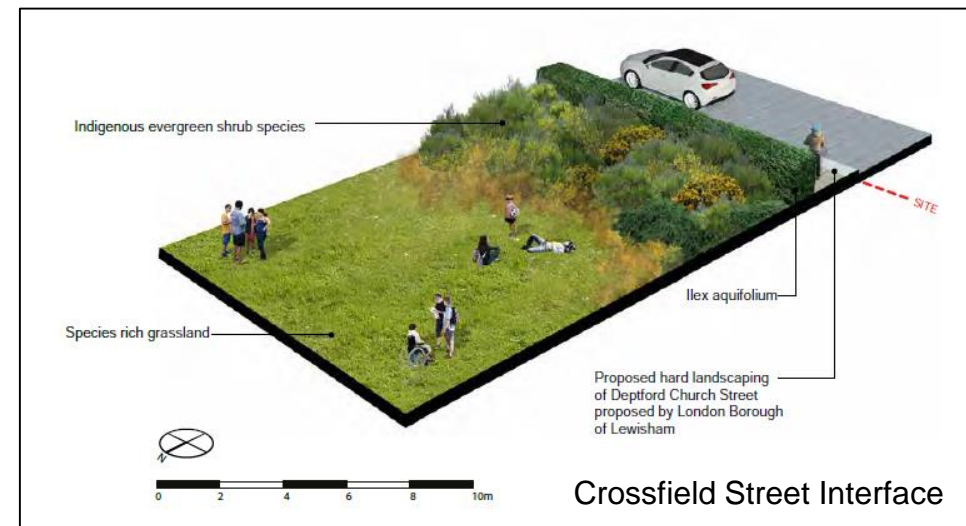 Indigenous evergreen shrub species
SITE
Ilex aquifolium
Species rich grassland
Proposed hard landscaping
of Deptford Church Street
proposed by London Borough
of Lewisham
N
0 2 4 6 8 10m
Crossfield Street Interface